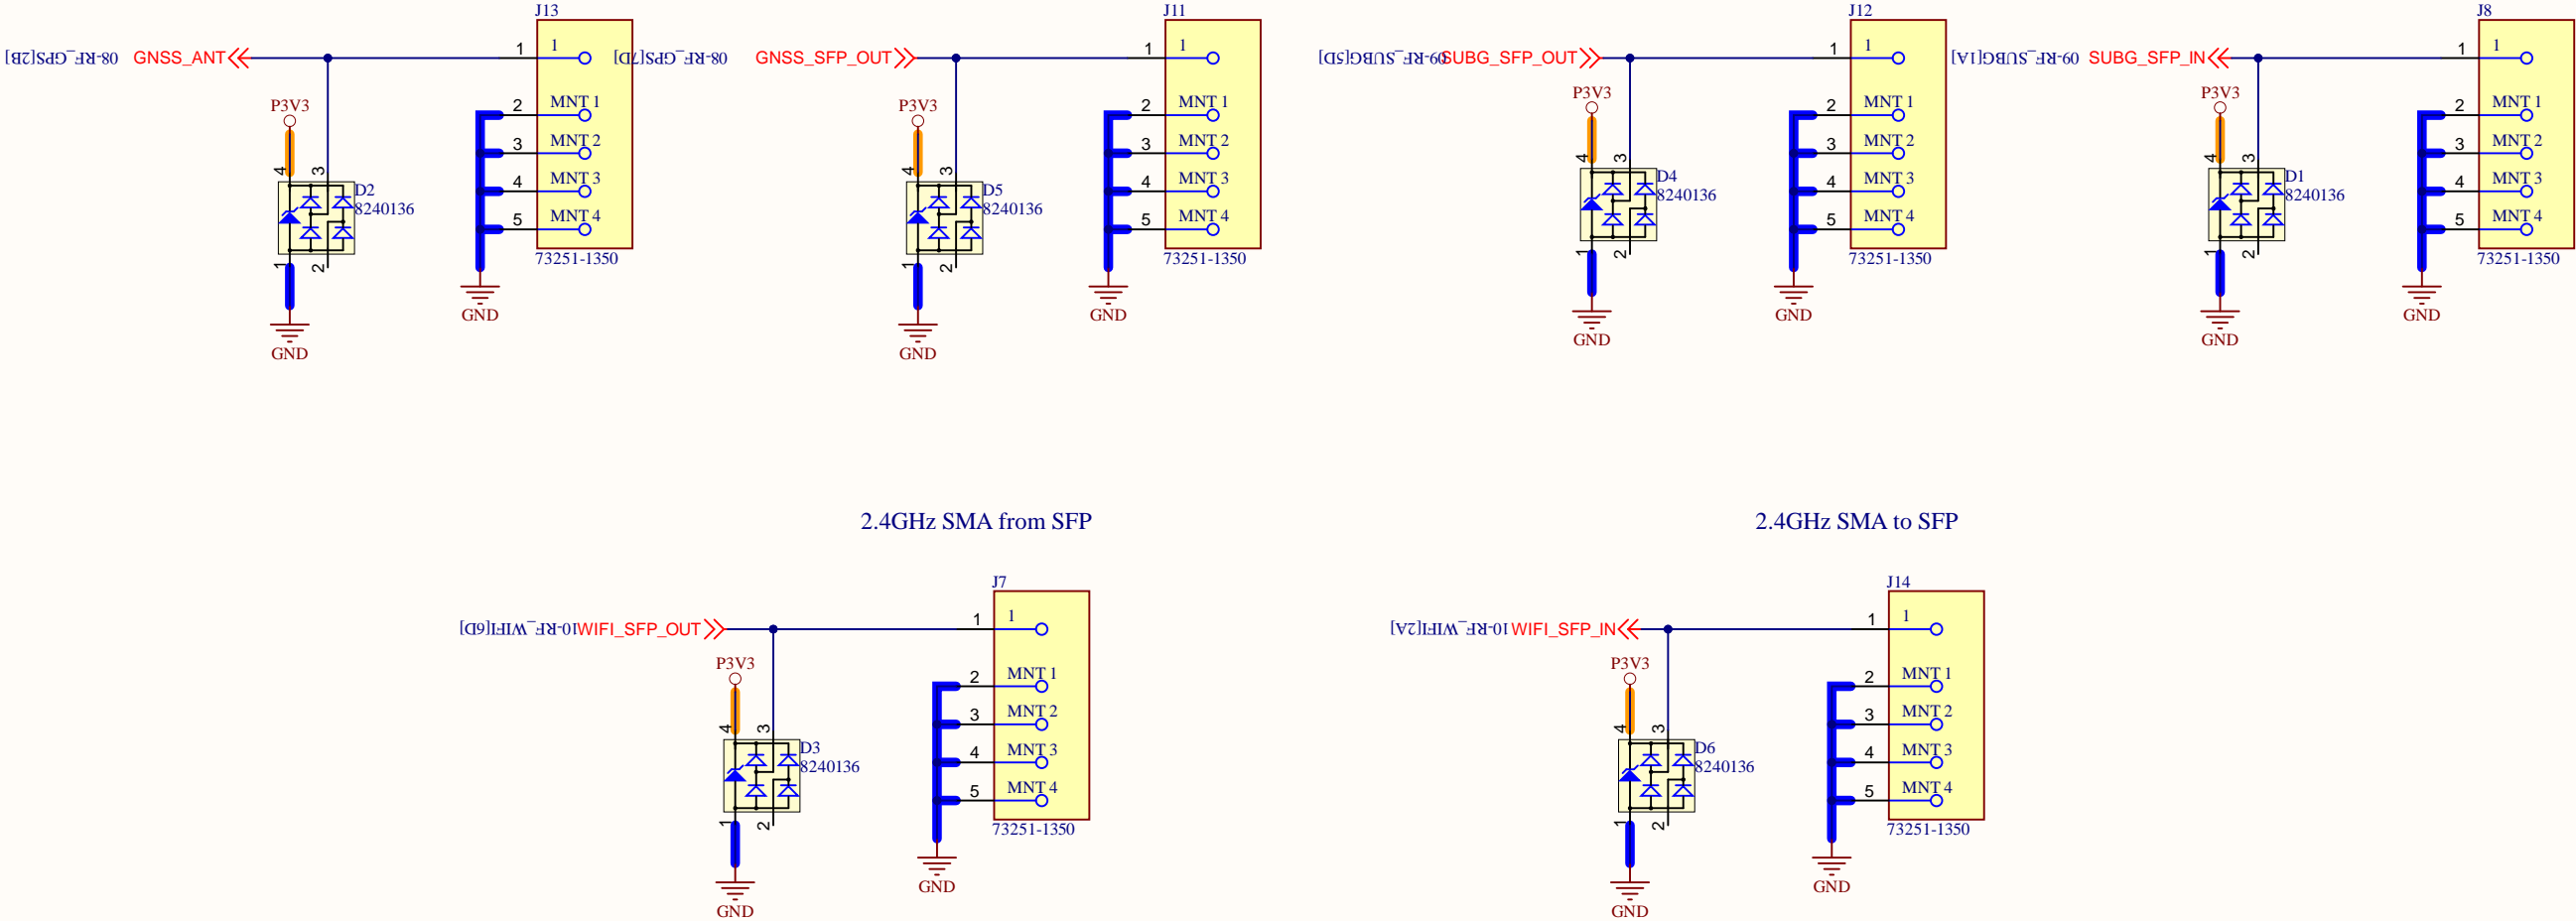 J13
J11
J12
J8
08-RF_GPS[2B] GNSS_ANT
1 1
08-RF_GPS[7D] GNSS_SFP_OUT
1 1
09-RF_SUBG[5D] SUBG_SFP_OUT
1 1
09-RF_SUBG[1A] SUBG_SFP_IN
1 1
P3V3
4 3
D2
8240136
1 2
GND
2 MNT 1
3 MNT 2
4 MNT 3
5 MNT 4
73251-1350
GND
P3V3
4 3
D5
8240136
1 2
GND
2 MNT 1
3 MNT 2
4 MNT 3
5 MNT 4
73251-1350
GND
P3V3
4 3
D4
8240136
1 2
GND
2 MNT 1
3 MNT 2
4 MNT 3
5 MNT 4
73251-1350
GND
P3V3
4 3
D1
8240136
1 2
GND
2 MNT 1
3 MNT 2
4 MNT 3
5 MNT 4
73251-1350
GND
2.4GHz SMA from SFP
J7
10-RF_WIFI[6D] WIFI_SFP_OUT
1 1
P3V3
4 3
D3
8240136
1 2
GND
2 MNT 1
3 MNT 2
4 MNT 3
5 MNT 4
73251-1350
GND
2.4GHz SMA to SFP
J14
10-RF_WIFI[2A] WIFI_SFP_IN
1 1
P3V3
4 3
D6
8240136
1 2
GND
2 MNT 1
3 MNT 2
4 MNT 3
5 MNT 4
73251-1350
GND